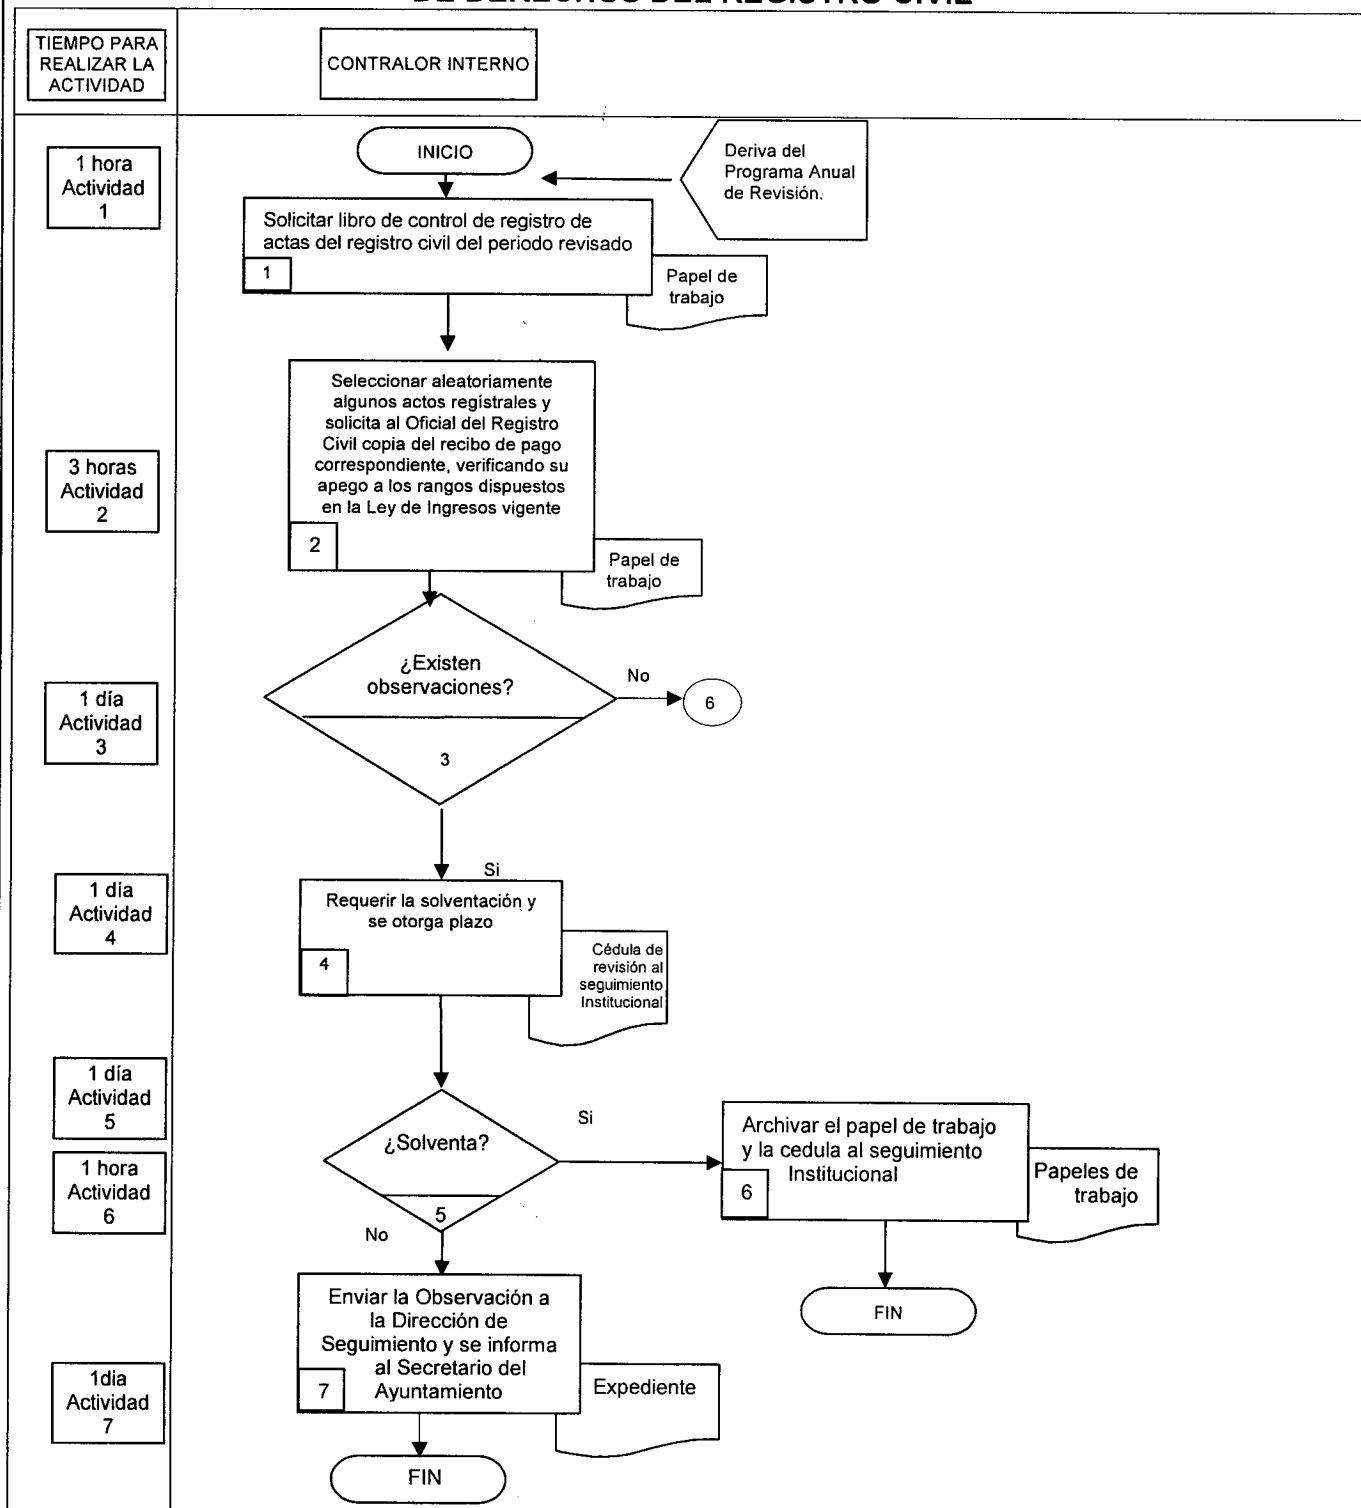 DE DERECHOS DEL REGISTRO CIVIL
TIEMPO PARA
REALIZAR LA
ACTIVIDAD
CONTRALOR INTERNO
1 hora
Actividad
1
INICIO
Deriva del
Programa Anual
de Revisión.
Solicitar libro de control de registro de
actas del registro civil del periodo revisado
1
Papel de
trabajo
3 horas
Actividad
2
Seleccionar aleatoriamente
algunos actos regístrales y
solicita al Oficial del Registro
Civil copia del recibo de pago
correspondiente, verificando su
apego a los rangos dispuestos
en la Ley de Ingresos vigente
2
Papel de
trabajo
1 día
Actividad
3
¿Existen
observaciones?
3
No
6
Si
1 día
Actividad
4
Requerir la solventación y
se otorga plazo
4
Cédula de
revisión al
seguimiento
Institucional
1 día
Actividad
5
¿Solventa?
5
Si
No
1 hora
Actividad
6
Archivar el papel de trabajo
y la cedula al seguimiento
Institucional
6
Papeles de
trabajo
FIN
1dia
Actividad
7
Enviar la Observación a
la Dirección de
Seguimiento y se informa
al Secretario del
Ayuntamiento
7
Expediente
FIN